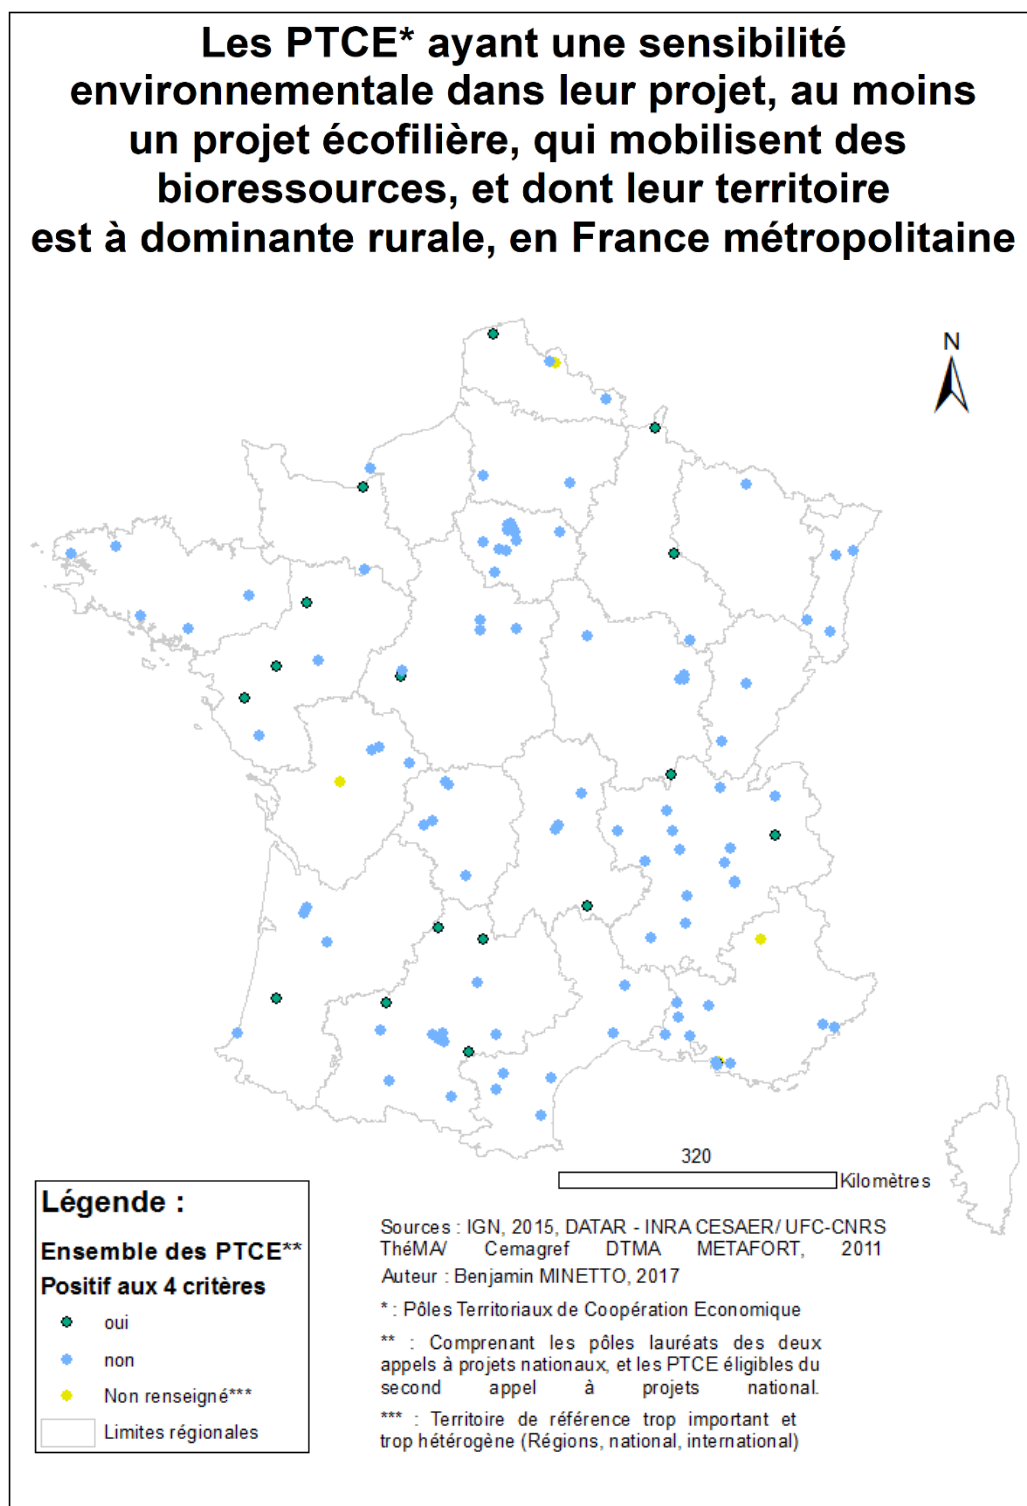 Les PTCE* ayant une sensibilité
environnementale dans leur projet, au moins
un projet écofilière, qui mobilisent des
bioressources, et dont leur territoire
est à dominante rurale, en France métropolitaine
N
320
Kilomètres
Légende :
Ensemble des PTCE**
Positif aux 4 critères
oui
non
Non renseigné***
Limites régionales
Sources : IGN, 2015, DATAR - INRA CESAER/ UFC-CNRS
ThéMA/ Cemagref DTMA METAFORT, 2011
Auteur : Benjamin MINETTO, 2017
* : Pôles Territoriaux de Coopération Economique
** : Comprenant les pôles lauréats des deux
appels à projets nationaux, et les PTCE éligibles du
second appel à projets national.
*** : Territoire de référence trop important et
trop hétérogène (Régions, national, international)